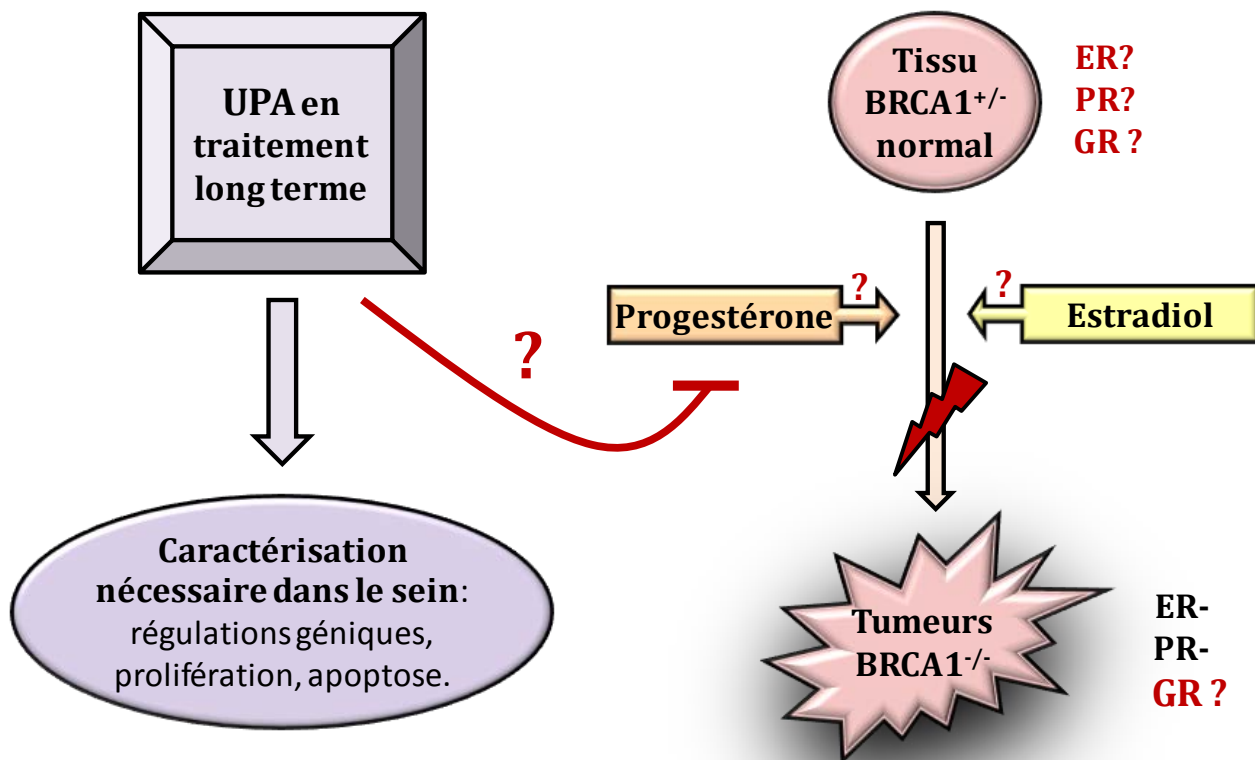 UPA en
traitement
long terme
Tissu
BRCA1+/-
normal
ER?
PR?
GR ?
?
Progestérone
?
?
Estradiol
Caractérisation
nécessaire dans le sein:
régulations géniques,
prolifération, apoptose.
Tumeurs
BRCA1-/-
ER-
PR-
GR ?